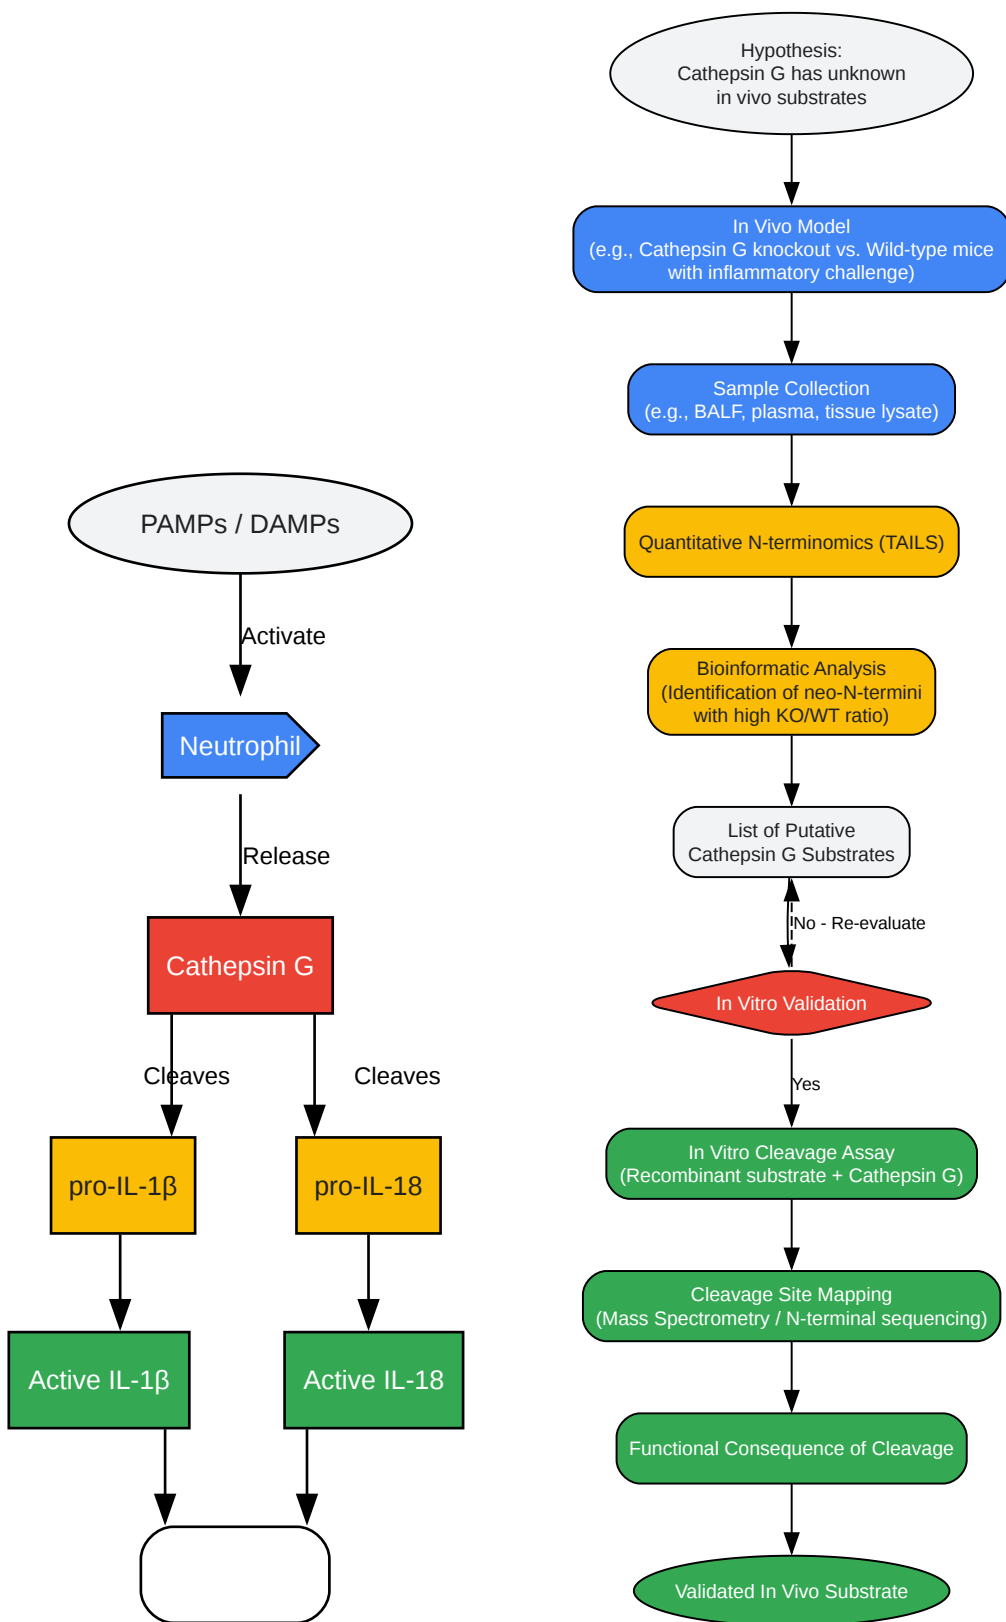 PAMPs / DAMPs
Activate
Neutrophil
Release
Cathepsin G
Cleaves
Cleaves
pro-IL-1β
pro-IL-18
Active IL-1β
Active IL-18
Hypothesis:
Cathepsin G has unknown
in vivo substrates
In Vivo Model
(e.g., Cathepsin G knockout vs. Wild-type mice
with inflammatory challenge)
Sample Collection
(e.g., BALF, plasma, tissue lysate)
Quantitative N-terminomics (TAILS)
Bioinformatic Analysis
(Identification of neo-N-termini
with high KO/WT ratio)
List of Putative
Cathepsin G Substrates
No - Re-evaluate
In Vitro Validation
Yes
In Vitro Cleavage Assay
(Recombinant substrate + Cathepsin G)
Cleavage Site Mapping
(Mass Spectrometry / N-terminal sequencing)
Functional Consequence of Cleavage
Validated In Vivo Substrate